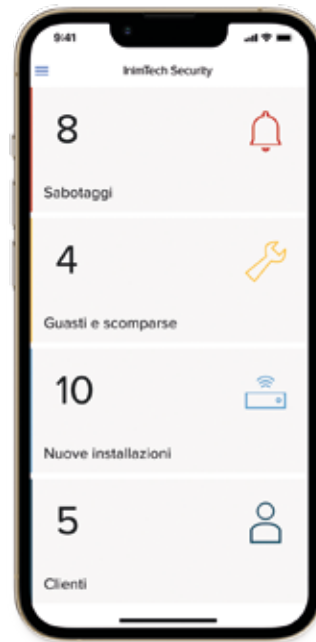 9:41
InimTech Security
8
Sabotaggi
4
Guasti e scomparse
10
Nuove installazioni
5
Clienti